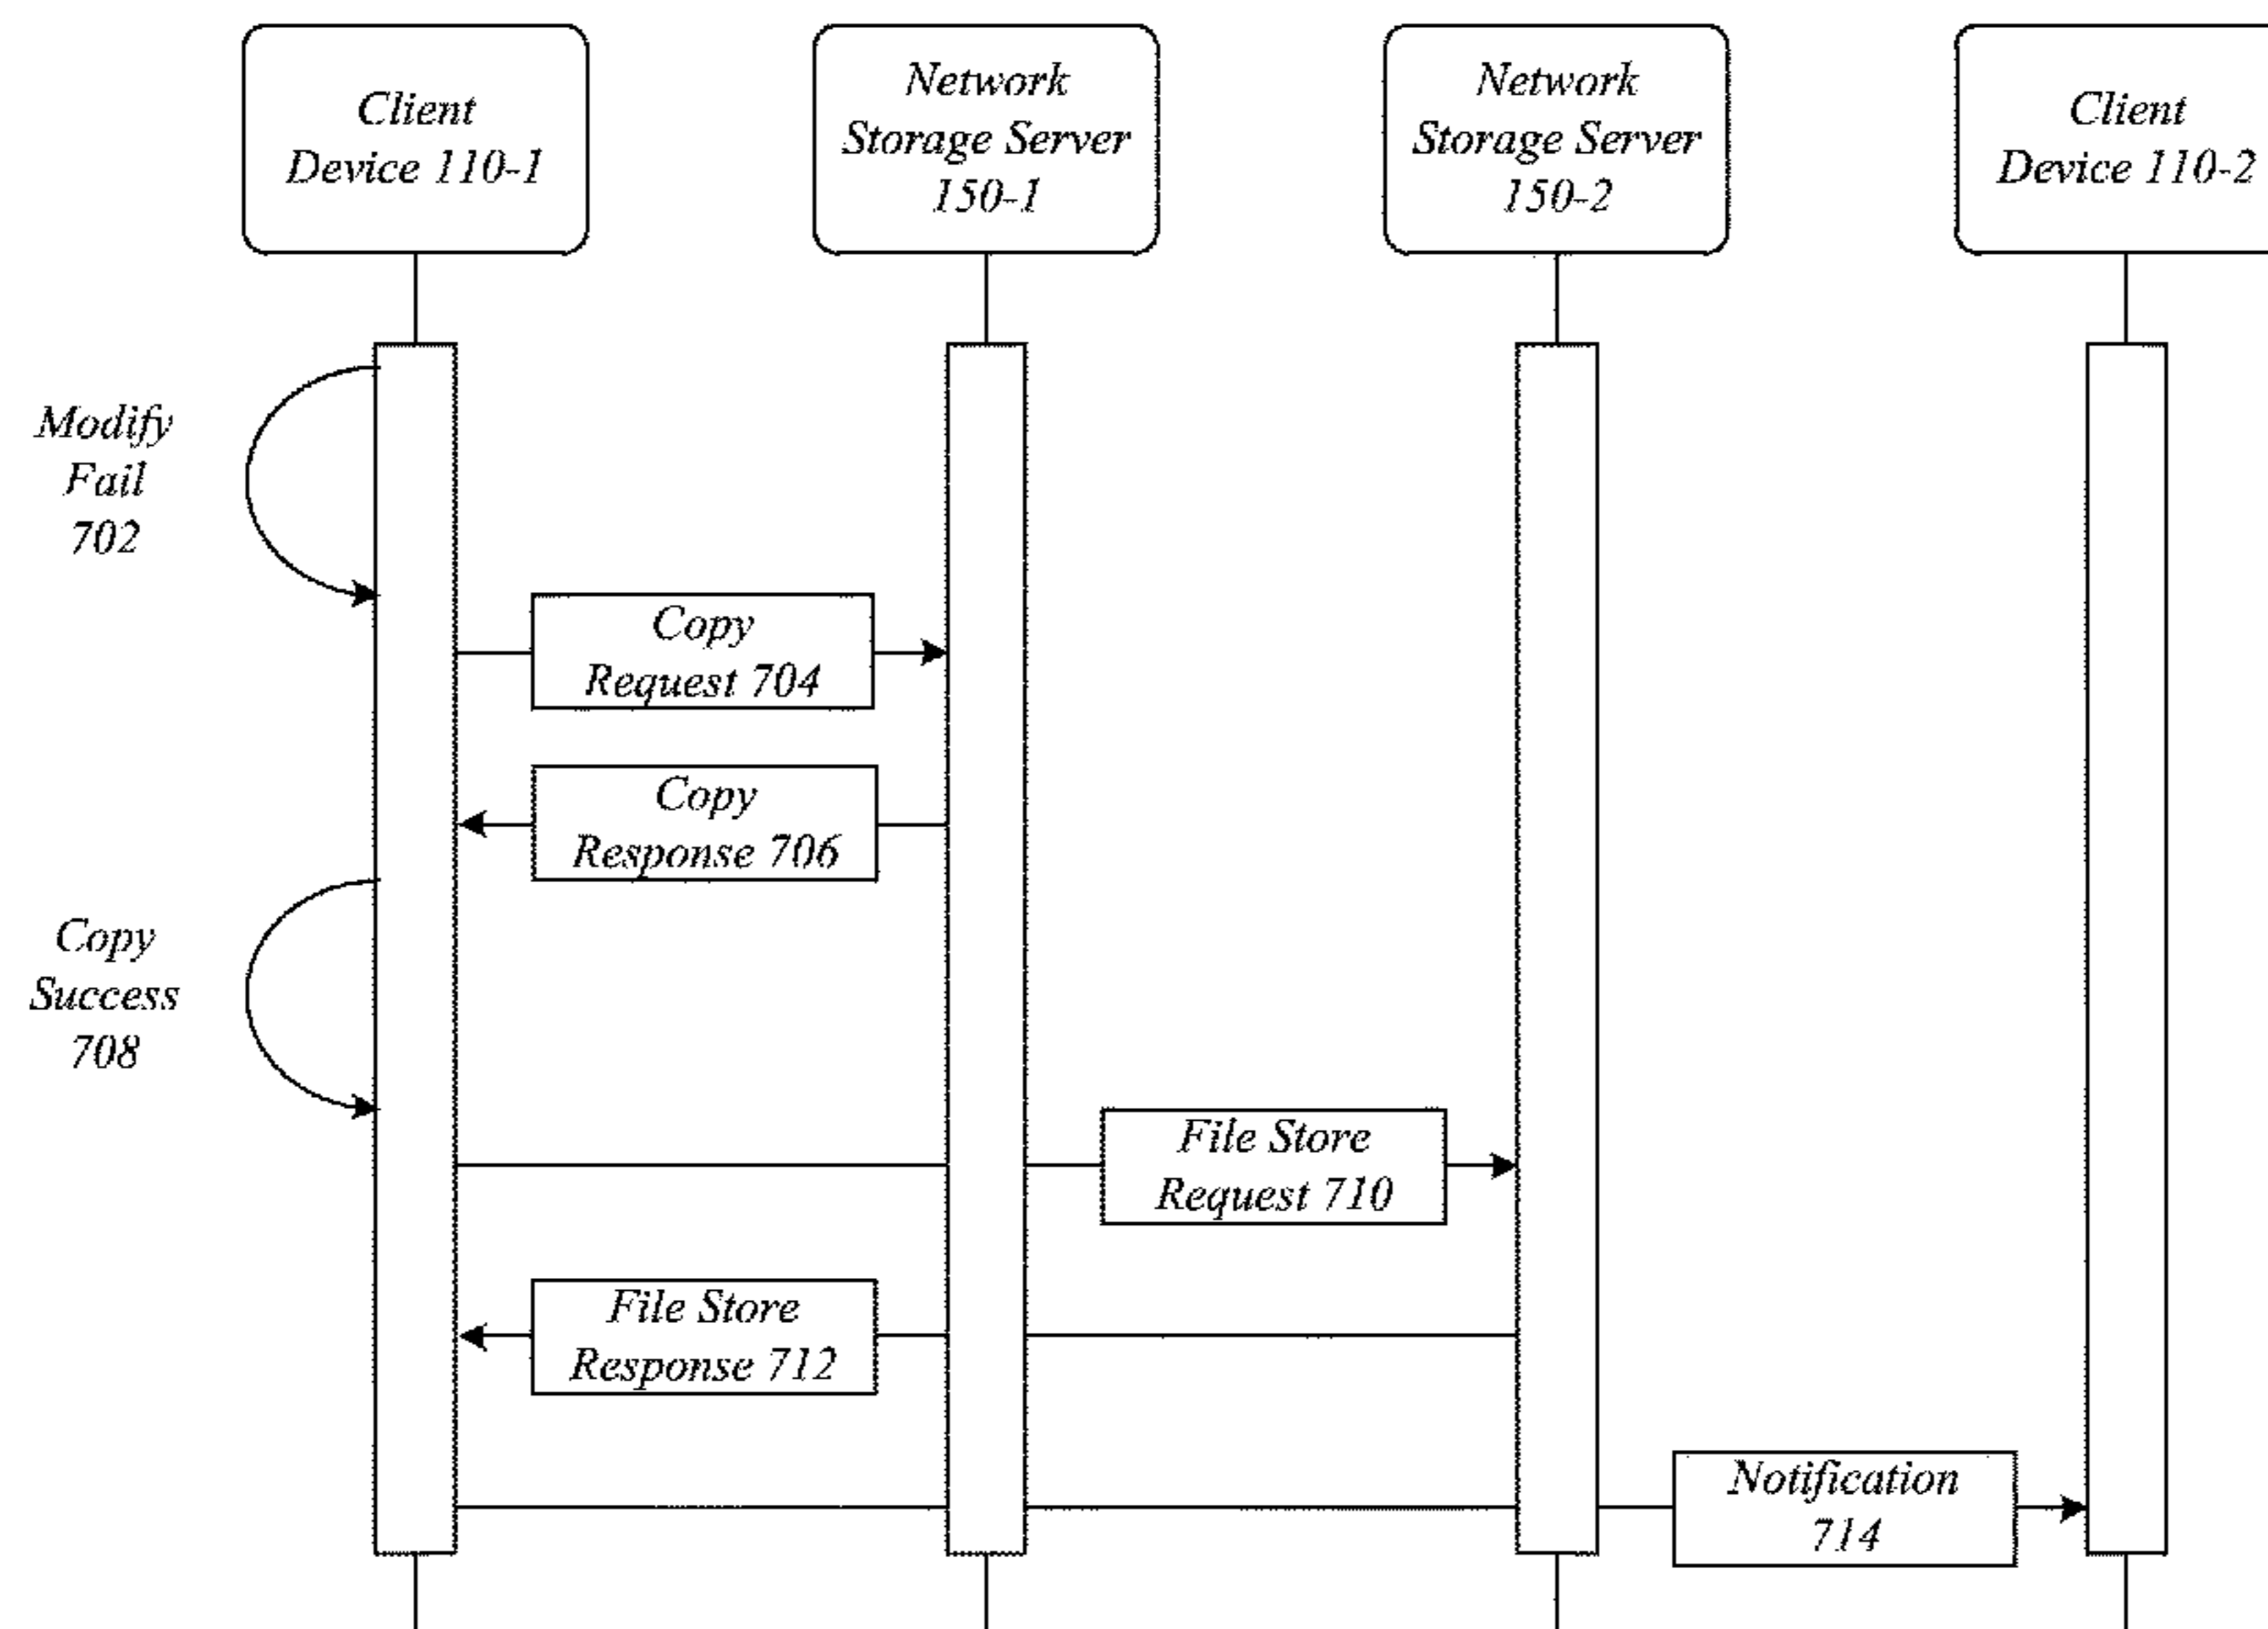 Client
Device 110-1
Network
Storage Server
150-1
Network
Storage Server
150-2
Client
Device 110-2
Modify
Fail
702
Copy
Request 704
Copy
Response 706
Copy
Success
708
File Store
Request 710
File Store
Response 712
Notification
714